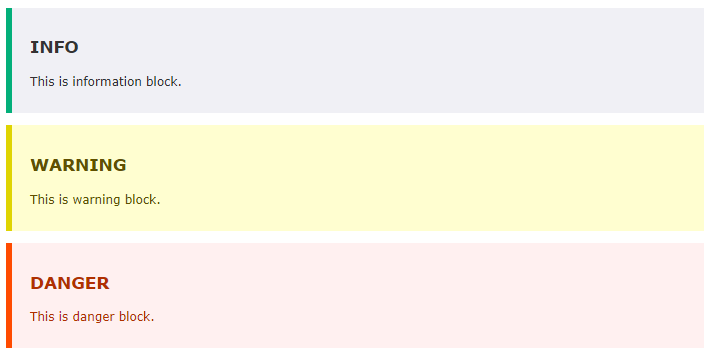 INFO
This is information block.
WARNING
This is warning block.
DANGER
This is danger block.